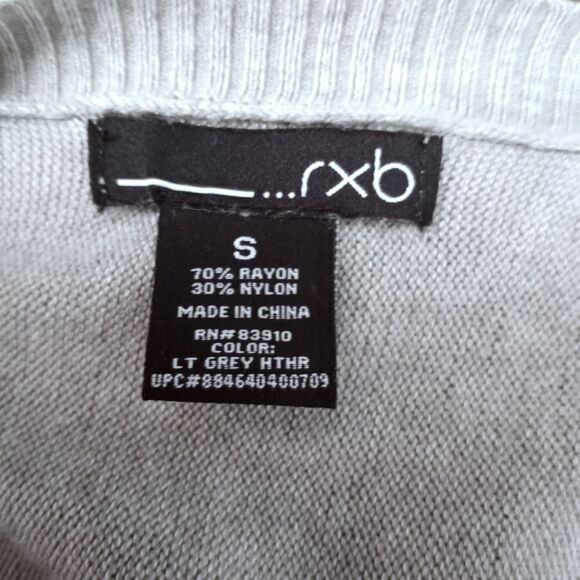 ...rxb
S
70% RAYON
30% NYLON
MADE IN CHINA
RN#83910
COLOR:
LT GREY HTHR
UPC#884640400709